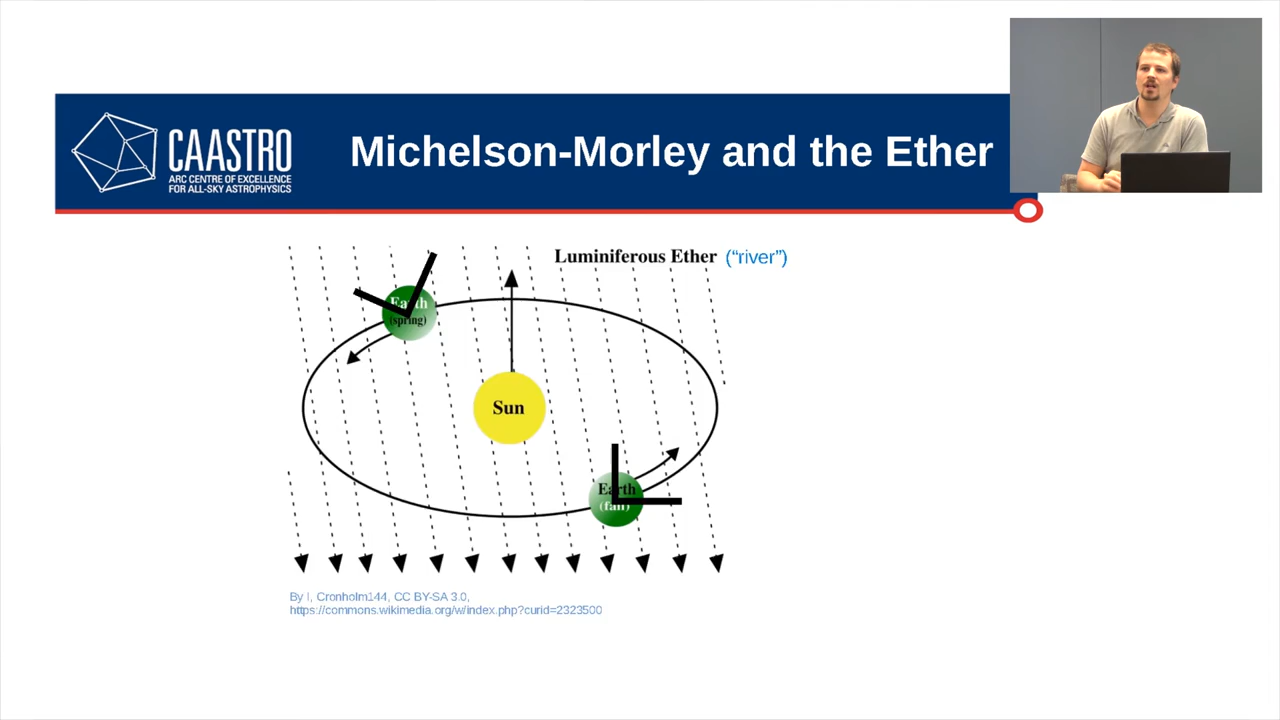 CAASTRO
ARC CENTRE OF EXCELLENCE
FOR ALL-SKY ASTROPHYSICS
Michelson-Morley and the Ether
Luminiferous Ether (“river”)
Earth
(spring)
Sun
Earth
(fall)
By I, Cronholm144, CC BY-SA 3.0,
https://commons.wikimedia.org/w/index.php?curid=2323500